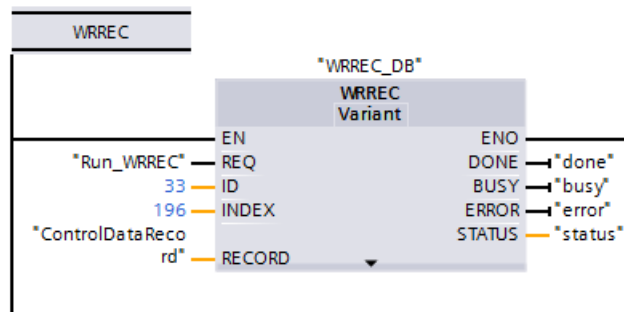 WRREC
"WRREC_DB"
WRREC
Variant
EN ENO
"Run_WRREC" REQ DONE "done"
33 ID BUSY "busy"
196 INDEX ERROR "error"
"ControlDataReco STATUS "status"
rd" RECORD